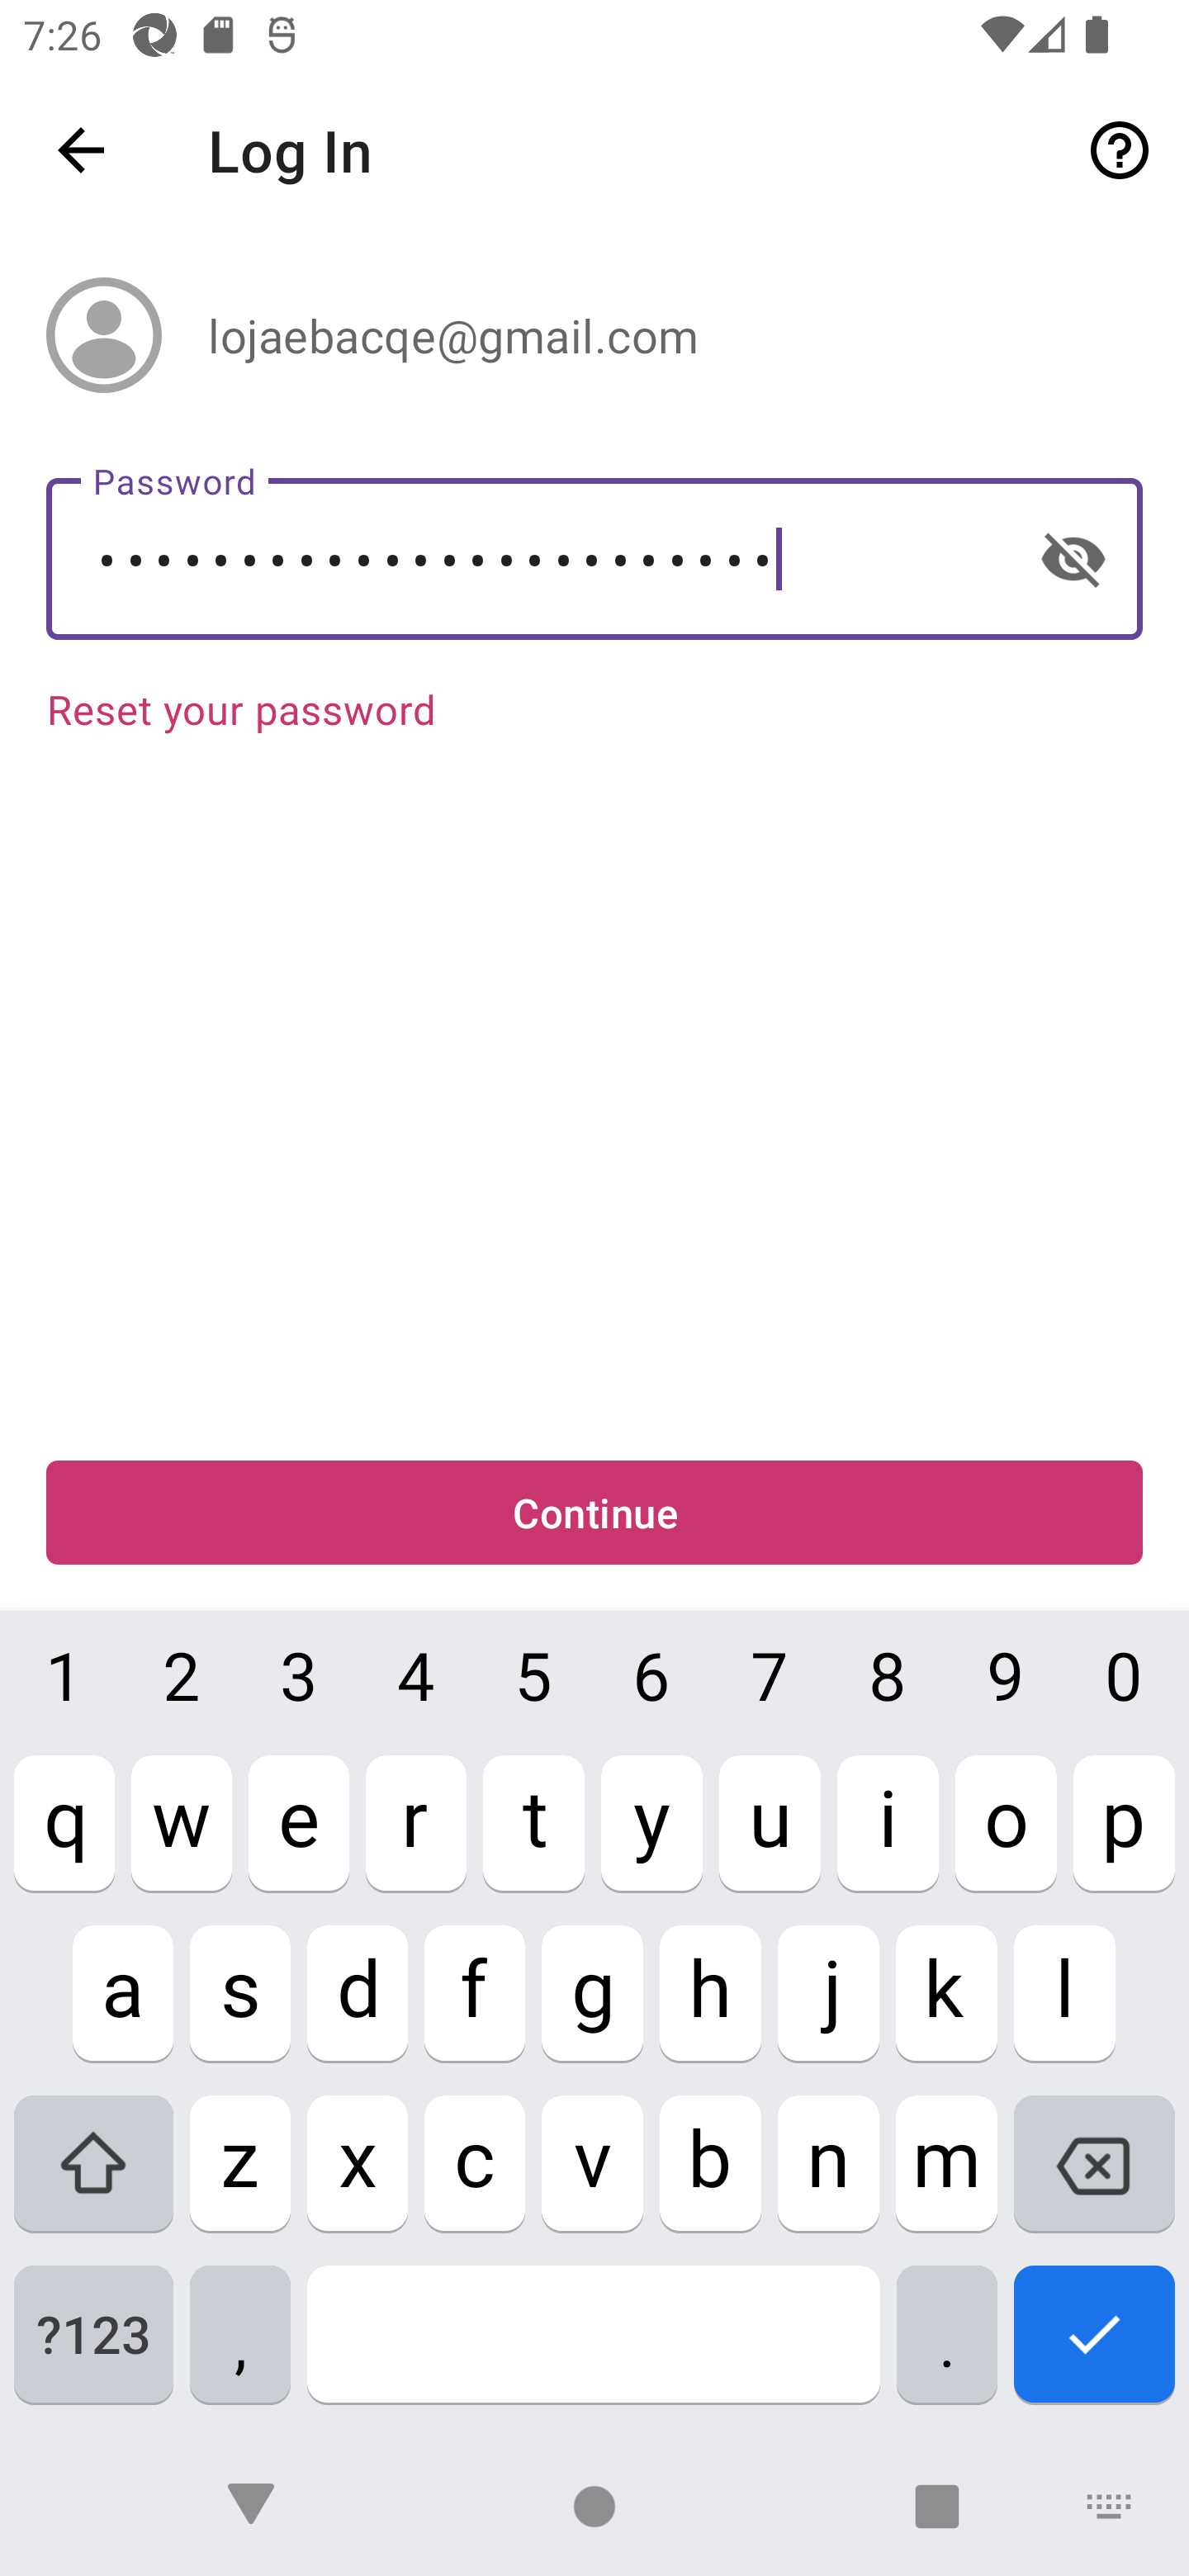 7:26
Log In
lojaebacqe@gmail.com
Password
••••••••••••••••••••••••
Reset your password
Continue
1 2 3 4 5 6 7 8 9 0
q w e r t y u i o p
a s d f g h j k l
z x c v b n m
?123 , .